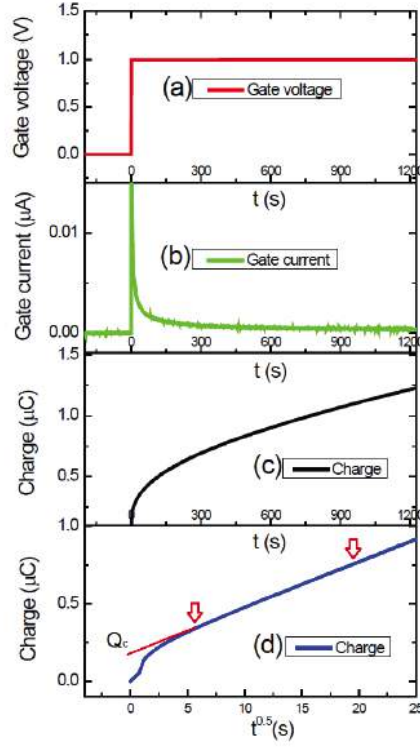 1.5
1.0
0.5
0.0
Gate voltage (V)
(a)
Gate voltage
0 300 600 900 1200
t (s)
0.01
0.00
Gate current (μA)
(b)
Gate current
0 300 600 900 1200
t (s)
1.5
1.0
0.5
Charge (μC)
(c)
Charge
0 300 600 900 1200
t (s)
1.0
0.5
0.0
Charge (μC)
Qc
(d)
Charge
0 5 10 15 20 25
t^0.5(s)